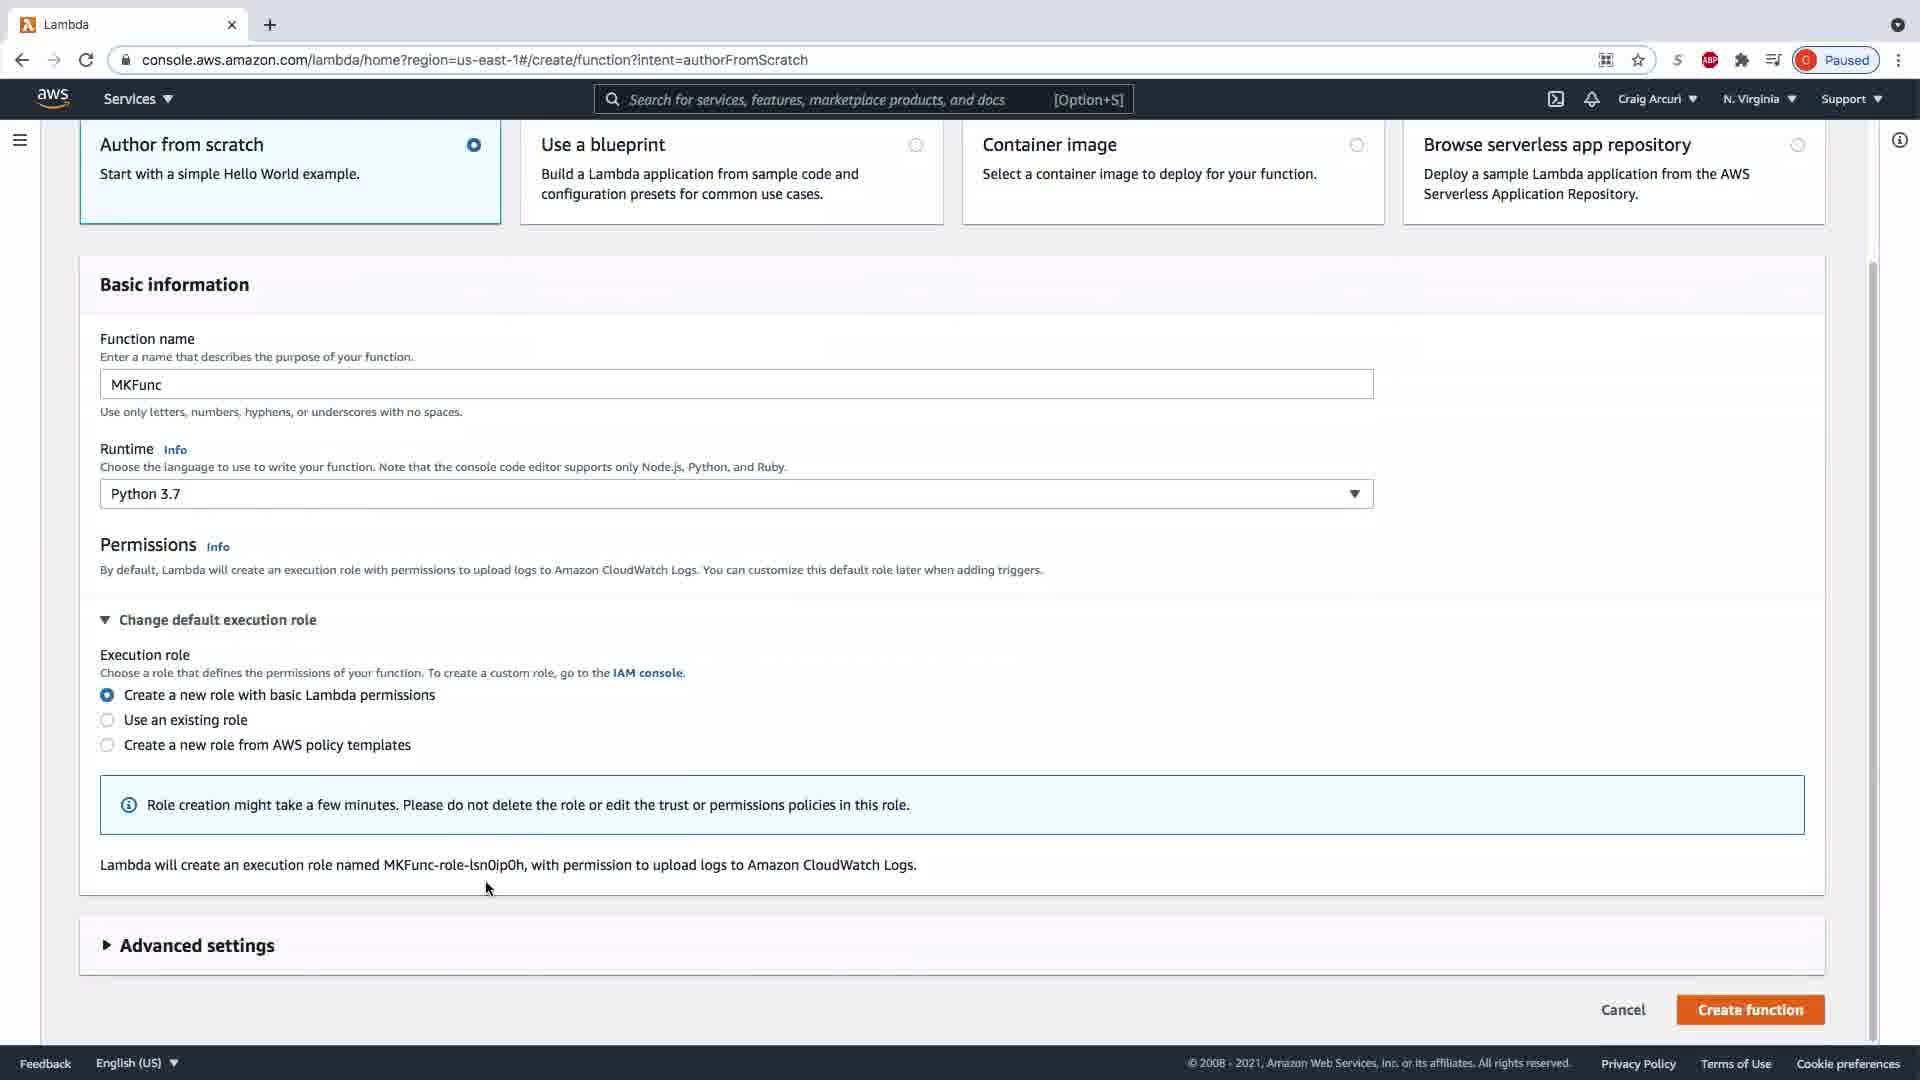 Lambda
console.aws.amazon.com/lambda/home?region=us-east-1#/create/function?intent=authorFromScratch
S
ABP
C
Paused
aws
Services
Search for services, features, marketplace products, and docs
[Option+S]
Craig Arcuri
N. Virginia
Support
Author from scratch
Start with a simple Hello World example.
Use a blueprint
Build a Lambda application from sample code and
configuration presets for common use cases.
Container image
Select a container image to deploy for your function.
Browse serverless app repository
Deploy a sample Lambda application from the AWS
Serverless Application Repository.
Basic information
Function name
Enter a name that describes the purpose of your function.
MKFunc
Use only letters, numbers, hyphens, or underscores with no spaces.
Runtime Info
Choose the language to use to write your function. Note that the console code editor supports only Node.js, Python, and Ruby.
Python 3.7
Permissions Info
By default, Lambda will create an execution role with permissions to upload logs to Amazon CloudWatch Logs. You can customize this default role later when adding triggers.
Change default execution role
Execution role
Choose a role that defines the permissions of your function. To create a custom role, go to the IAM console.
Create a new role with basic Lambda permissions
Use an existing role
Create a new role from AWS policy templates
Role creation might take a few minutes. Please do not delete the role or edit the trust or permissions policies in this role.
Lambda will create an execution role named MKFunc-role-lsn0ip0h, with permission to upload logs to Amazon CloudWatch Logs.
Advanced settings
Cancel
Create function
Feedback
English (US)
© 2008 - 2021, Amazon Web Services, Inc. or its affiliates. All rights reserved.
Privacy Policy
Terms of Use
Cookie preferences